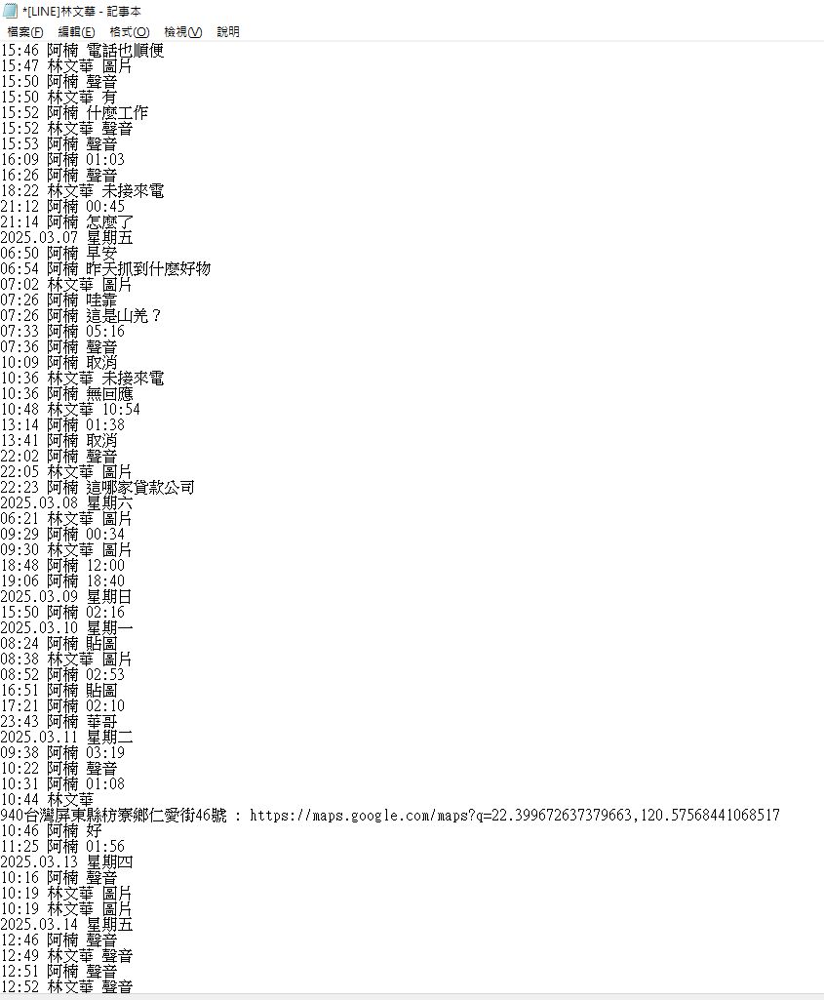 *[LINE]林文華 - 記事本
檔案(F) 編輯(E) 格式(O) 檢視(V) 說明
15:46 阿楠 電話也順便
15:47 林文華 圖片
15:50 阿楠 聲音
15:50 林文華 有
15:52 阿楠 什麼工作
15:52 林文華 聲音
15:53 阿楠 聲音
16:09 阿楠 01:03
16:26 阿楠 聲音
18:22 林文華 未接來電
21:12 阿楠 00:45
21:14 阿楠 怎麼了
2025.03.07 星期五
06:50 阿楠 早安
06:54 阿楠 昨天抓到什麼好物
07:02 林文華 圖片
07:26 阿楠 哇靠
07:26 阿楠 這是山羌？
07:33 阿楠 05:16
07:36 阿楠 聲音
10:09 阿楠 取消
10:36 林文華 未接來電
10:36 阿楠 無回應
10:48 林文華 10:54
13:14 阿楠 01:38
13:41 阿楠 取消
22:02 阿楠 聲音
22:05 林文華 圖片
22:23 阿楠 這哪家貸款公司
2025.03.08 星期六
06:21 林文華 圖片
09:29 阿楠 00:34
09:30 林文華 圖片
18:48 阿楠 12:00
19:06 阿楠 18:40
2025.03.09 星期日
15:50 阿楠 02:16
2025.03.10 星期一
08:24 阿楠 貼圖
08:38 林文華 圖片
08:52 阿楠 02:53
16:51 阿楠 貼圖
17:21 阿楠 02:10
23:43 阿楠 華哥
2025.03.11 星期二
09:38 阿楠 03:19
10:22 阿楠 聲音
10:31 阿楠 01:08
10:44 林文華
940台灣屏東縣枋寮鄉仁愛街46號 : https://maps.google.com/maps?q=22.399672637379663,120.57568441068517
10:46 阿楠 好
11:25 阿楠 01:56
2025.03.13 星期四
10:16 阿楠 聲音
10:19 林文華 圖片
10:19 林文華 圖片
2025.03.14 星期五
12:46 阿楠 聲音
12:49 林文華 聲音
12:51 阿楠 聲音
12:52 林文華 聲音